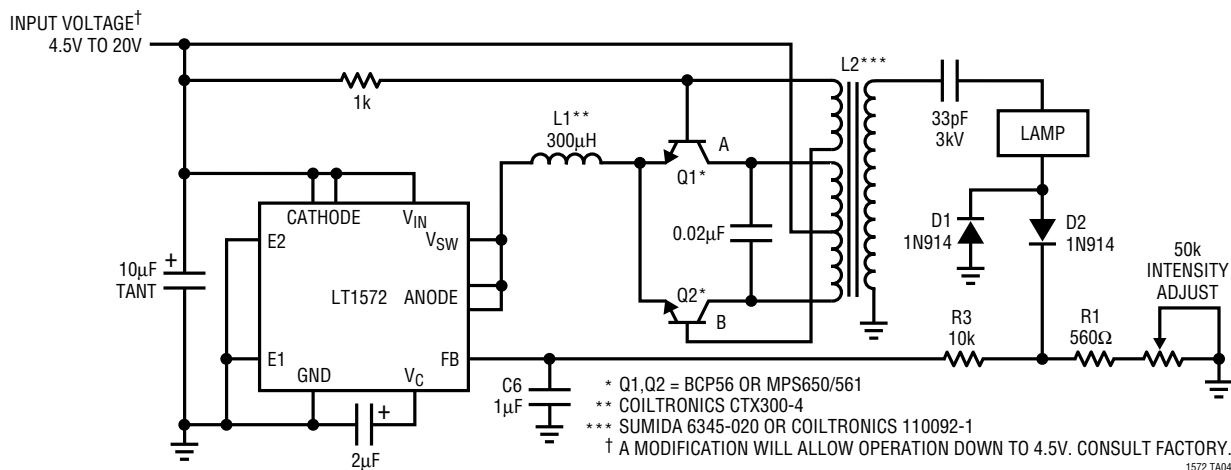 INPUT VOLTAGE†
4.5V TO 20V
1k
L1**
300µH
L2***
33pF
3kV
LAMP
A
Q1*
0.02µF
Q2*
B
D1
1N914
D2
1N914
50k
INTENSITY
ADJUST
CATHODE
VIN
VSW
E2
10µF
TANT
+
LT1572
ANODE
E1
GND
VC
FB
+
2µF
C6
1µF
R3
10k
R1
560Ω
* Q1,Q2 = BCP56 OR MPS650/561
** COILTRONICS CTX300-4
*** SUMIDA 6345-020 OR COILTRONICS 110092-1
† A MODIFICATION WILL ALLOW OPERATION DOWN TO 4.5V. CONSULT FACTORY.
1572 TA04